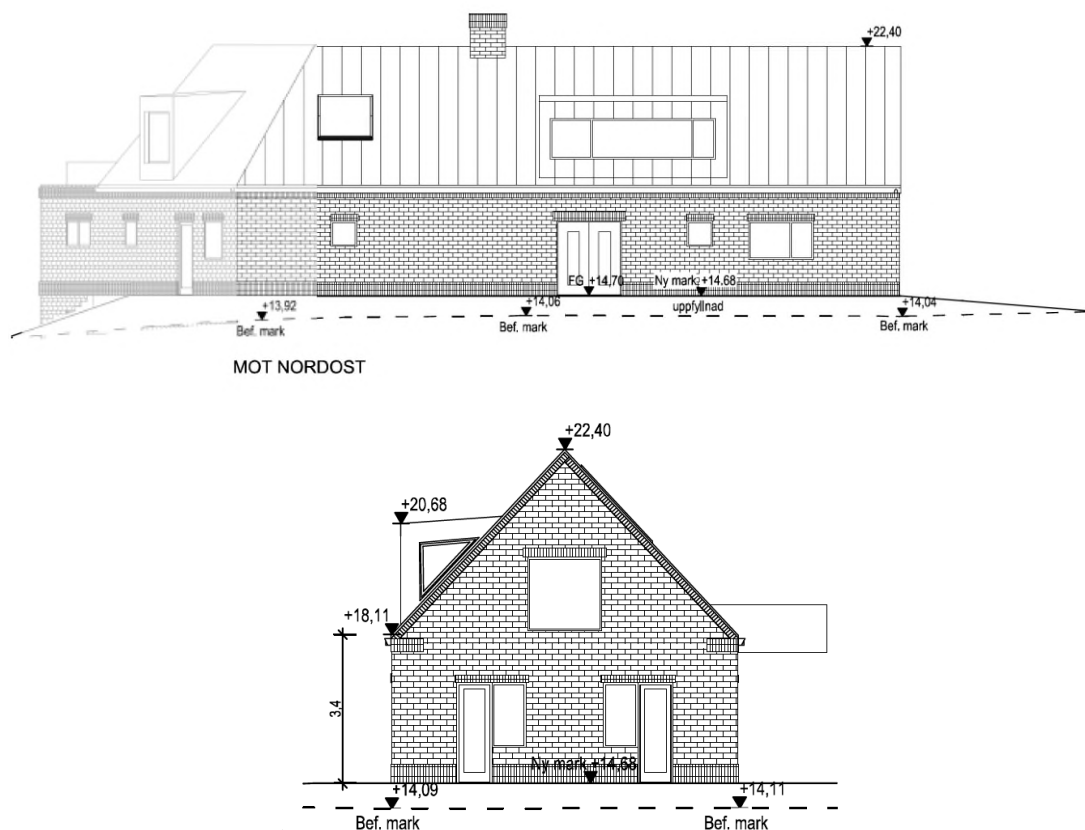 +22,40
FG +14,70
Ny mark +14.68
+13,92
+14,06
uppfyllnad
+14,04
Bef. mark
Bef. mark
Bef. mark
MOT NORDOST
+22,40
+20,68
+18,11
3,4
Ny mark +14,68
+14,09
+14,11
Bef. mark
Bef. mark